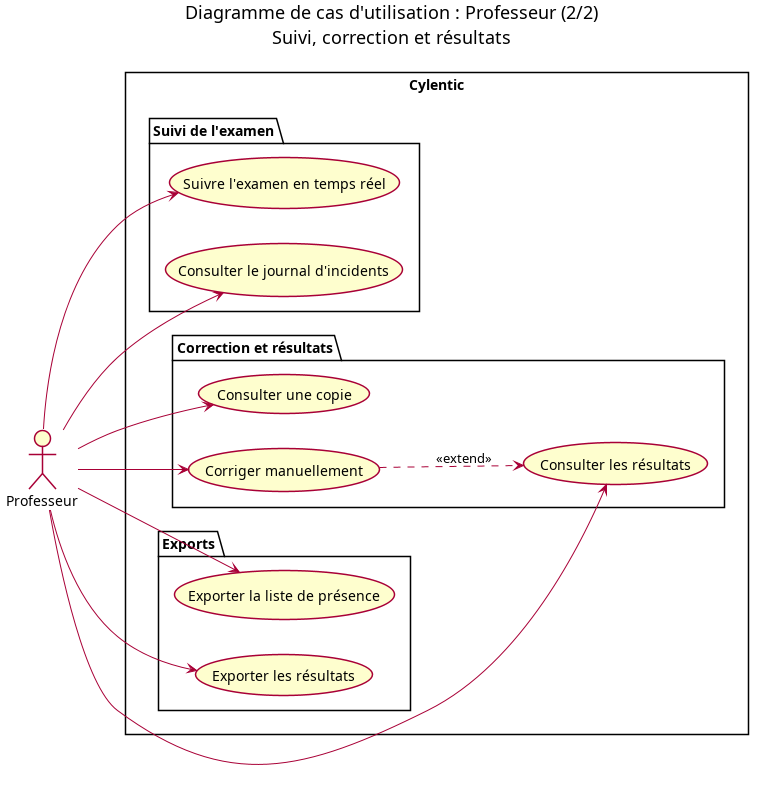 Diagramme de cas d'utilisation : Professeur (2/2)
Suivi, correction et résultats
Cylentic
Suivi de l'examen
Suivre l'examen en temps réel
Consulter le journal d'incidents
Correction et résultats
Consulter une copie
Corriger manuellement
«extend»
Consulter les résultats
Professeur
Exports
Exporter la liste de présence
Exporter les résultats